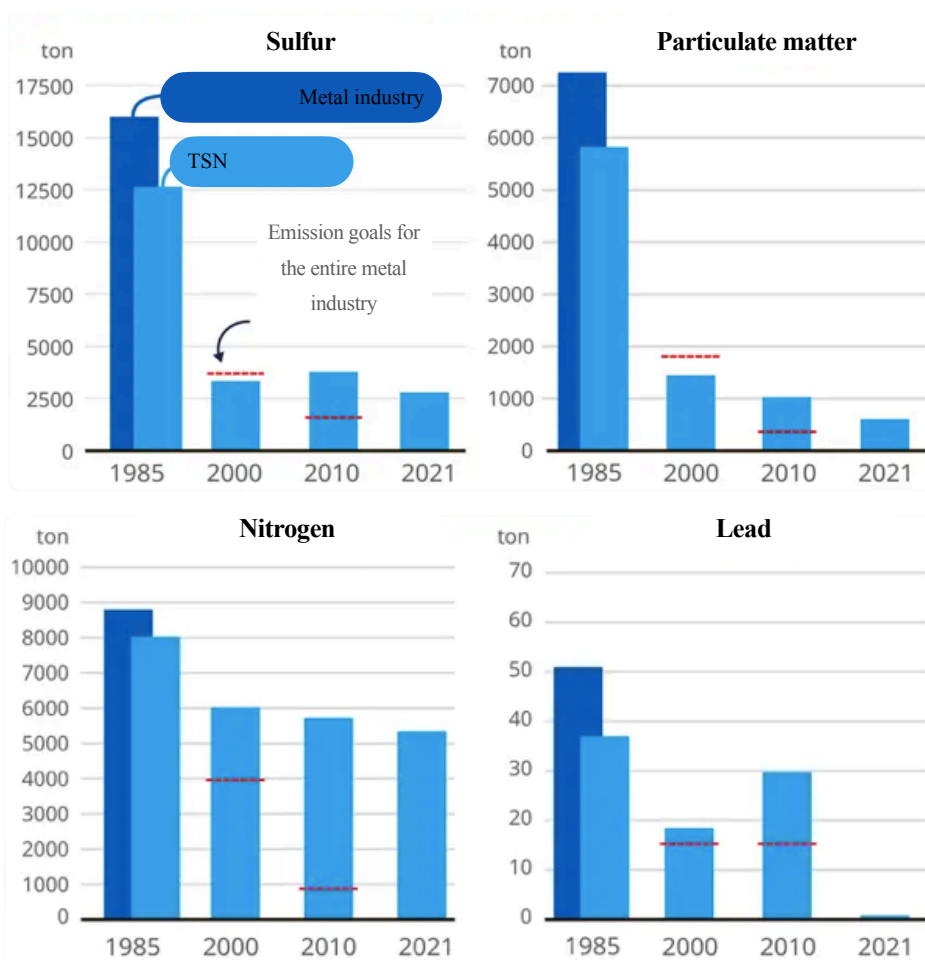 Sulfur
ton
17500
15000
12500
10000
7500
5000
2500
0
Metal industry
TSN
Emission goals for
the entire metal
industry
1985 2000 2010 2021
Particulate matter
ton
7000
6000
5000
4000
3000
2000
1000
0
1985 2000 2010 2021
Nitrogen
ton
10000
9000
8000
7000
6000
5000
4000
3000
2000
1000
0
1985 2000 2010 2021
Lead
ton
70
60
50
40
30
20
10
0
1985 2000 2010 2021